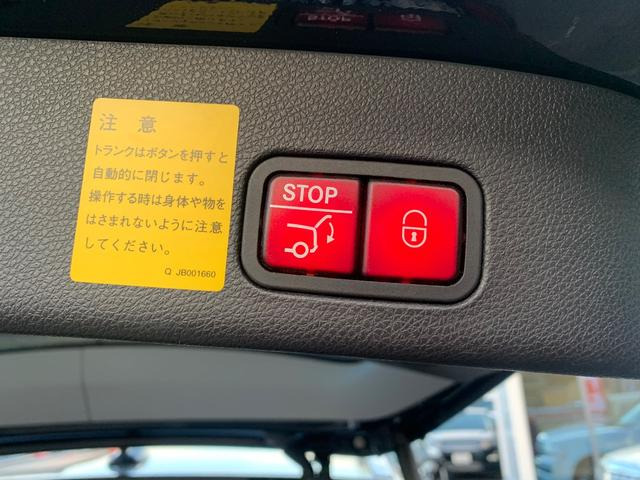 注 意
トランクはボタンを押すと
自動的に閉じます。
操作する時は身体や物を
はさまれないように注意
してください。
Q JB001660
STOP